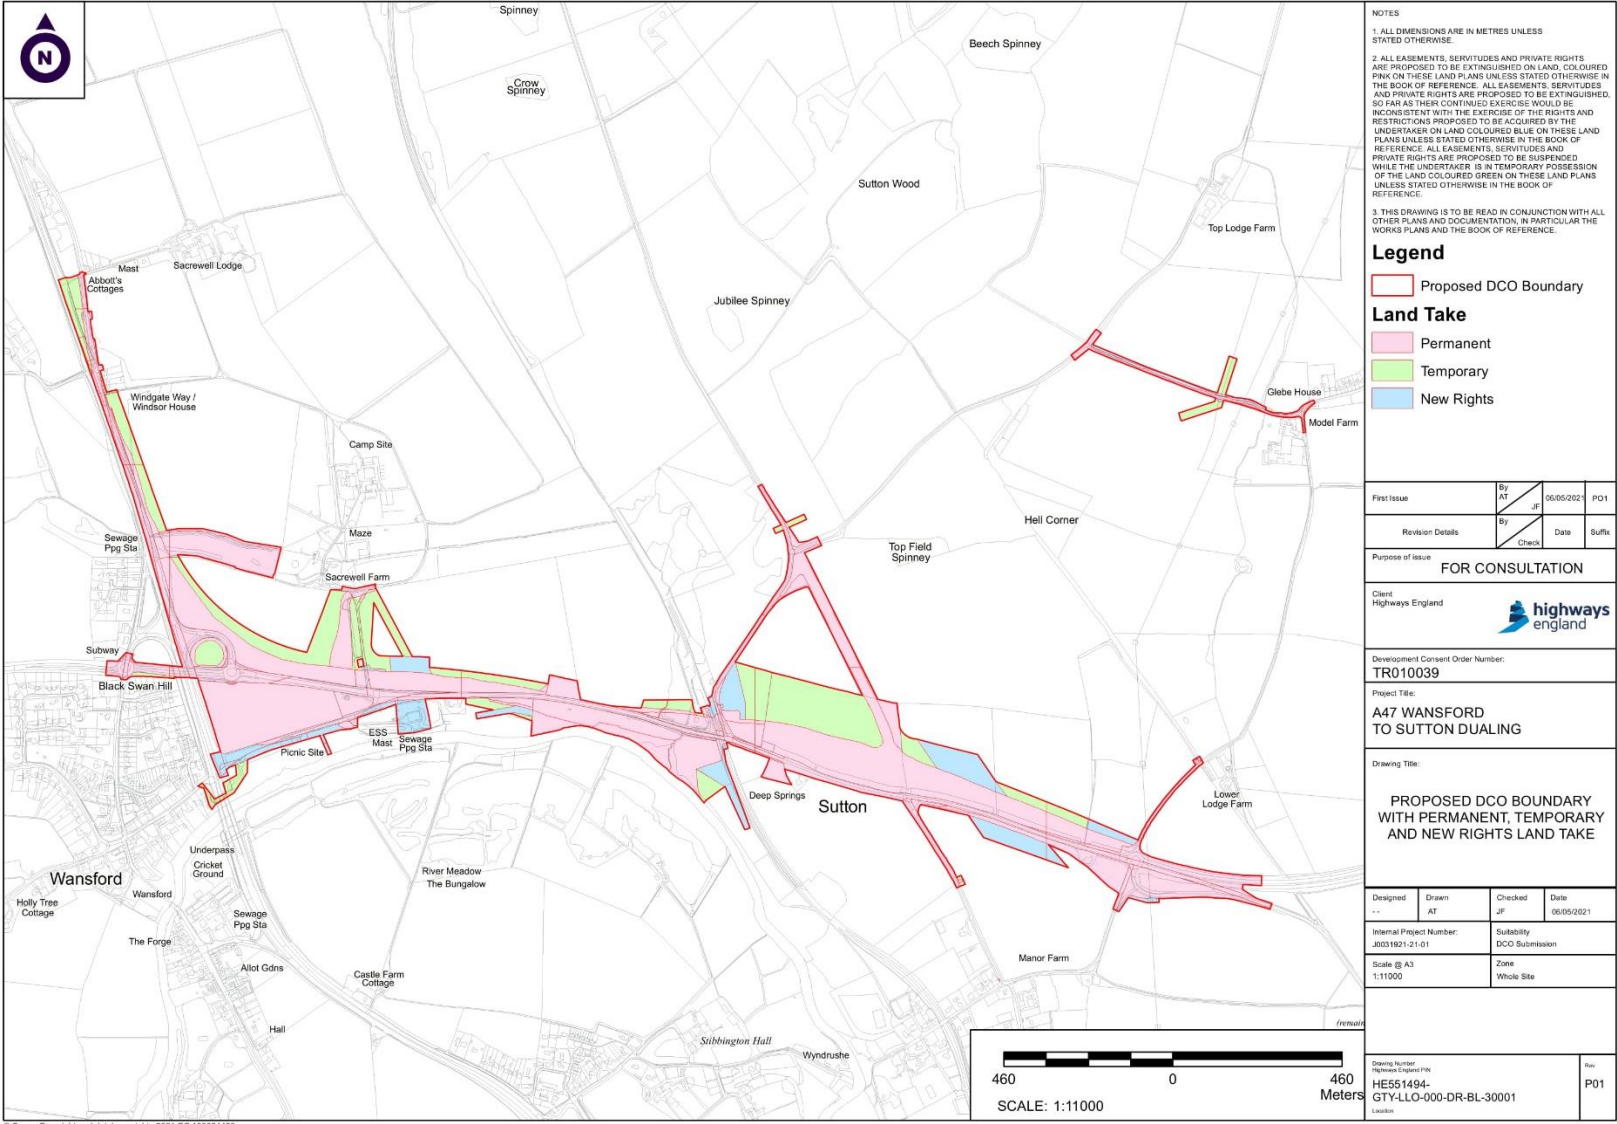 N
Spinney
Beech Spinney
Crow
Spinney
Sutton Wood
Top Lodge Farm
Mast
Sacrewell Lodge
Abbott's
Cottages
Jubilee Spinney
Windgate Way /
Windsor House
Glebe House
Model Farm
Camp Site
Sewage
Ppg Sta
Maze
Hell Corner
Top Field
Spinney
Sacrewell Farm
Subway
Black Swan Hill
Picnic Site
ESS
Mast
Sewage
Ppg Sta
Deep Springs
Sutton
Lower
Lodge Farm
Underpass
Cricket
Ground
River Meadow
The Bungalow
Wansford
Holly Tree
Cottage
Wansford
Sewage
Ppg Sta
The Forge
Allot Gdns
Castle Farm
Cottage
Manor Farm
Hall
Stibbington Hall
Wyndrushe
(remain
460 0 460
Meters
SCALE: 1:11000
NOTES
1. ALL DIMENSIONS ARE IN METRES UNLESS
STATED OTHERWISE.
2. ALL EASEMENTS, SERVITUDES AND PRIVATE RIGHTS
ARE PROPOSED TO BE EXTINGUISHED ON LAND, COLOURED
PINK ON THESE LAND PLANS UNLESS STATED OTHERWISE IN
THE BOOK OF REFERENCE. ALL EASEMENTS, SERVITUDES
AND PRIVATE RIGHTS ARE PROPOSED TO BE EXTINGUISHED,
SO FAR AS THEIR CONTINUED EXERCISE WOULD BE
INCONSISTENT WITH THE EXERCISE OF THE RIGHTS AND
RESTRICTIONS PROPOSED TO BE ACQUIRED BY THE
UNDERTAKER ON LAND COLOURED BLUE ON THESE LAND
PLANS UNLESS STATED OTHERWISE IN THE BOOK OF
REFERENCE. ALL EASEMENTS, SERVITUDES AND
PRIVATE RIGHTS ARE PROPOSED TO BE SUSPENDED
WHILE THE UNDERTAKER IS IN TEMPORARY POSSESSION
OF THE LAND COLOURED GREEN ON THESE LAND PLANS
UNLESS STATED OTHERWISE IN THE BOOK OF
REFERENCE.
3. THIS DRAWING IS TO BE READ IN CONJUNCTION WITH ALL
OTHER PLANS AND DOCUMENTATION, IN PARTICULAR THE
WORKS PLANS AND THE BOOK OF REFERENCE.
Legend
Proposed DCO Boundary
Land Take
Permanent
Temporary
New Rights
First Issue By AT JF 06/05/2021 PO1
Revision Details By Check Date Suffix
Purpose of issue
FOR CONSULTATION
Client
Highways England
highways
england
Development Consent Order Number:
TR010039
Project Title:
A47 WANSFORD
TO SUTTON DUALING
Drawing Title:
PROPOSED DCO BOUNDARY
WITH PERMANENT, TEMPORARY
AND NEW RIGHTS LAND TAKE
Designed Drawn Checked Date
- - AT JF 06/05/2021
Internal Project Number: Suitability
J0031921-21-01 DCO Submission
Scale @ A3 Zone
1:11000 Whole Site
Drawing Number Rev
Highways England PIN
HE551494- P01
GTY-LLO-000-DR-BL-30001
Location